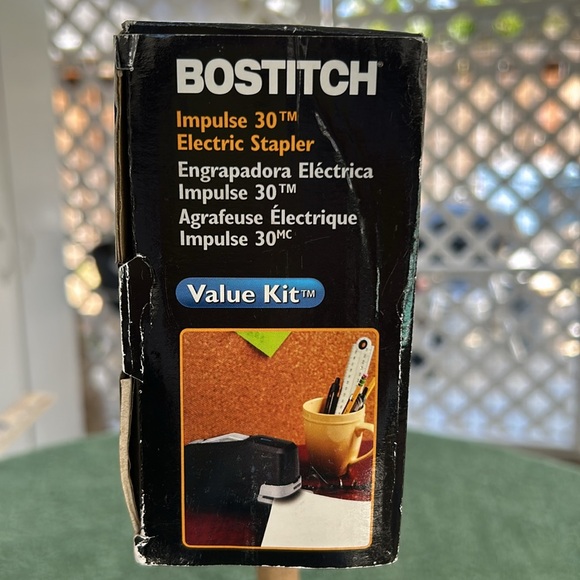 BOSTITCH
Impulse 30™
Electric Stapler
Engrapadora Eléctrica
Impulse 30™
Agrafeuse Électrique
Impulse 30MC
Value Kit™